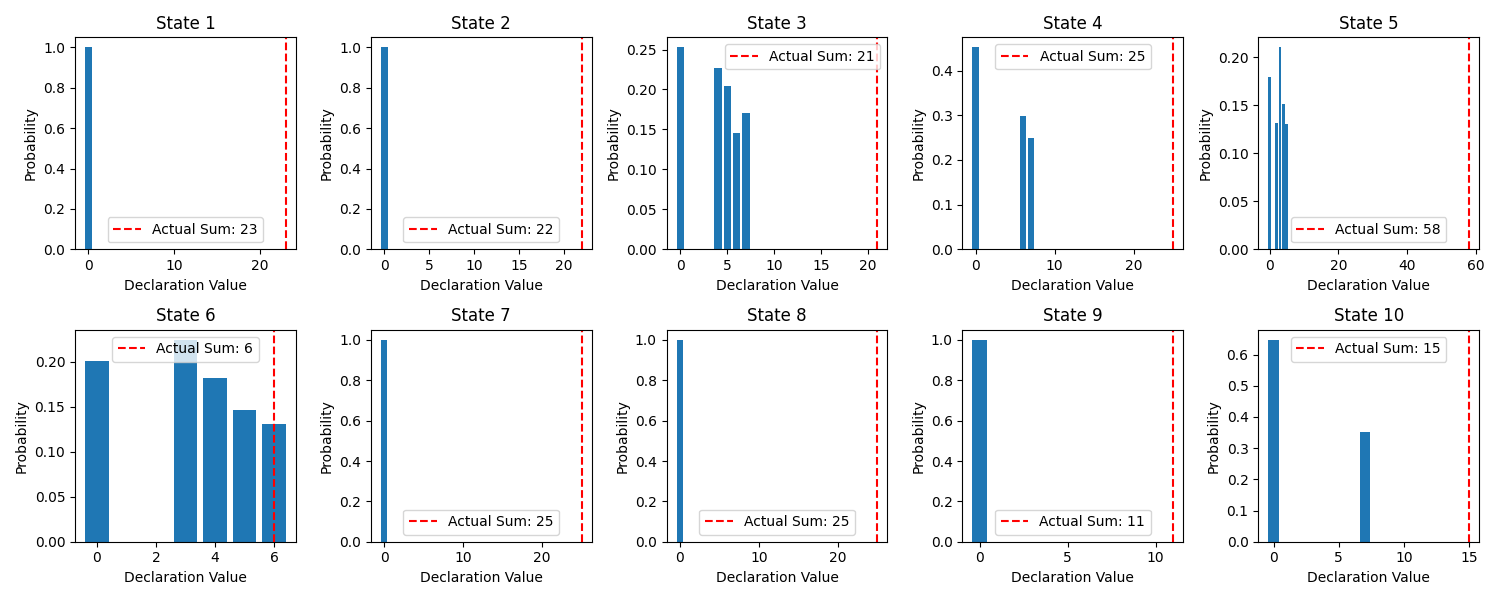 State 1
1.0
0.8
0.6
0.4
0.2
0.0
Probability
Actual Sum: 23
0 10 20
Declaration Value
State 2
1.0
0.8
0.6
0.4
0.2
0.0
Probability
Actual Sum: 22
0 5 10 15 20
Declaration Value
State 3
0.25
0.20
0.15
0.10
0.05
0.00
Probability
Actual Sum: 21
0 5 10 15 20
Declaration Value
State 4
0.4
0.3
0.2
0.1
0.0
Probability
Actual Sum: 25
0 10 20
Declaration Value
State 5
0.20
0.15
0.10
0.05
0.00
Probability
Actual Sum: 58
0 20 40 60
Declaration Value
State 6
0.20
0.15
0.10
0.05
0.00
Probability
Actual Sum: 6
0 2 4 6
Declaration Value
State 7
1.0
0.8
0.6
0.4
0.2
0.0
Probability
Actual Sum: 25
0 10 20
Declaration Value
State 8
1.0
0.8
0.6
0.4
0.2
0.0
Probability
Actual Sum: 25
0 10 20
Declaration Value
State 9
1.0
0.8
0.6
0.4
0.2
0.0
Probability
Actual Sum: 11
0 5 10
Declaration Value
State 10
0.6
0.5
0.4
0.3
0.2
0.1
0.0
Probability
Actual Sum: 15
0 5 10 15
Declaration Value